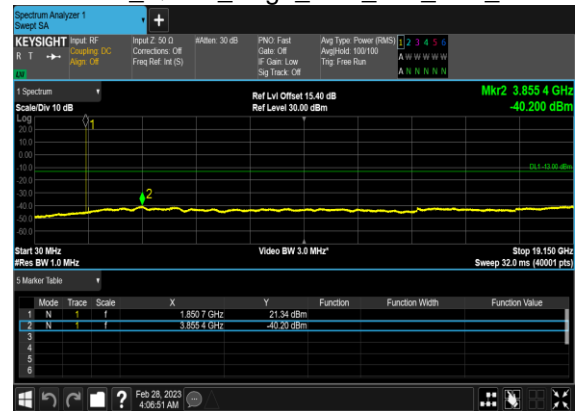 Spectrum Analyzer 1
Swept SA
+
KEYSIGHT Input: RF Input Z: 50 Ω #Atten: 30 dB PNO: Fast Avg Type: Power (RMS) 1 2 3 4 5 6
R T Coupling: DC Corrections: Off Gate: Off Avg|Hold: 100/100 A W W W W W
Align: Off Freq Ref: Int (S) IF Gain: Low Trig: Free Run
LW Sig Track: Off A N N N N N
1 Spectrum Ref Lvl Offset 15.40 dB Mkr2 3.855 4 GHz
Scale/Div 10 dB Ref Level 30.00 dBm -40.200 dBm
Log
20.0
10.00
0.00
-10.0
-20.0
-30.0
-40.0
-50.0
-60.0
1
2
DL1 -13.00 dBm
Start 30 MHz Video BW 3.0 MHz* Stop 19.150 GHz
#Res BW 1.0 MHz Sweep 32.0 ms (40001 pts)
5 Marker Table
Mode Trace Scale X Y Function Function Width Function Value
1 N 1 f 1.850 7 GHz 21.34 dBm
2 N 1 f 3.855 4 GHz -40.20 dBm
3
4
5
6
? Feb 28, 2023
4:06:51 AM